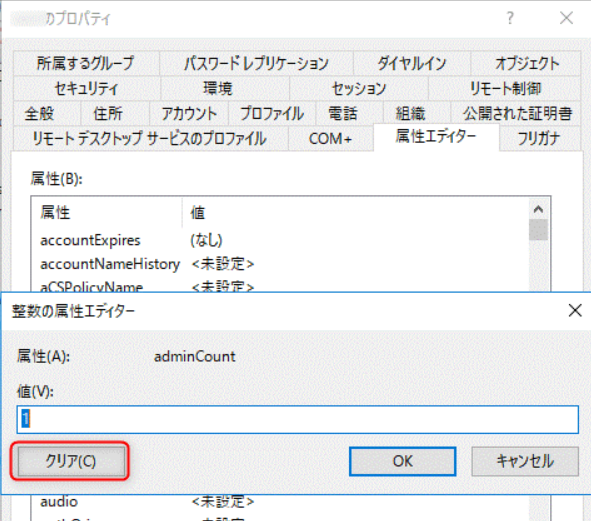 のプロパティ
? ×
所属するグループ パスワード レプリケーション ダイヤルイン オブジェクト
セキュリティ 環境 セッション リモート制御
全般 住所 アカウント プロファイル 電話 組織 公開された証明書
リモート デスクトップ サービスのプロファイル COM+ 属性エディター フリガナ
属性(B):
属性 値
accountExpires (なし)
accountNameHistory <未設定>
aCSPolicyName <未設定>
整数の属性エディター ×
属性(A): adminCount
値(V):
1
クリア(C) OK キャンセル
audio <未設定>